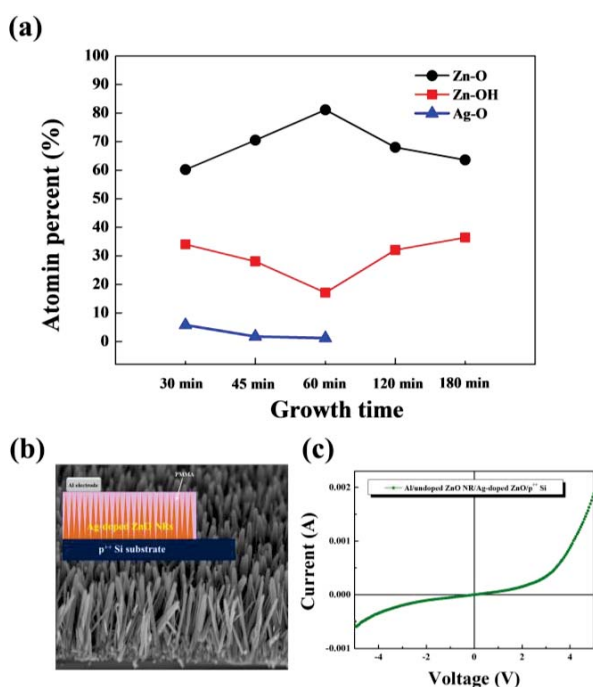 (a)
100
90
80
70
60
50
40
30
20
10
0
Atomin percent (%)
Zn-O
Zn-OH
Ag-O
30 min 45 min 60 min 120 min 180 min
Growth time
(b)
Al electrode
PMMA
Ag-doped ZnO NRs
p++ Si substrate
(c)
Al/undoped ZnO NR/Ag-doped ZnO/p++ Si
0.002
0.001
0.000
-0.001
Current (A)
-4 -2 0 2 4
Voltage (V)